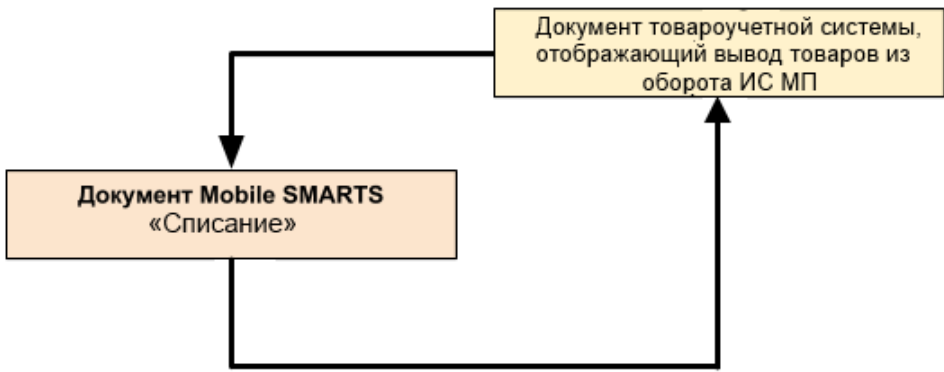 Документ товароучетной системы,
отображающий вывод товаров из
оборота ИС МП
Документ Mobile SMARTS
«Списание»